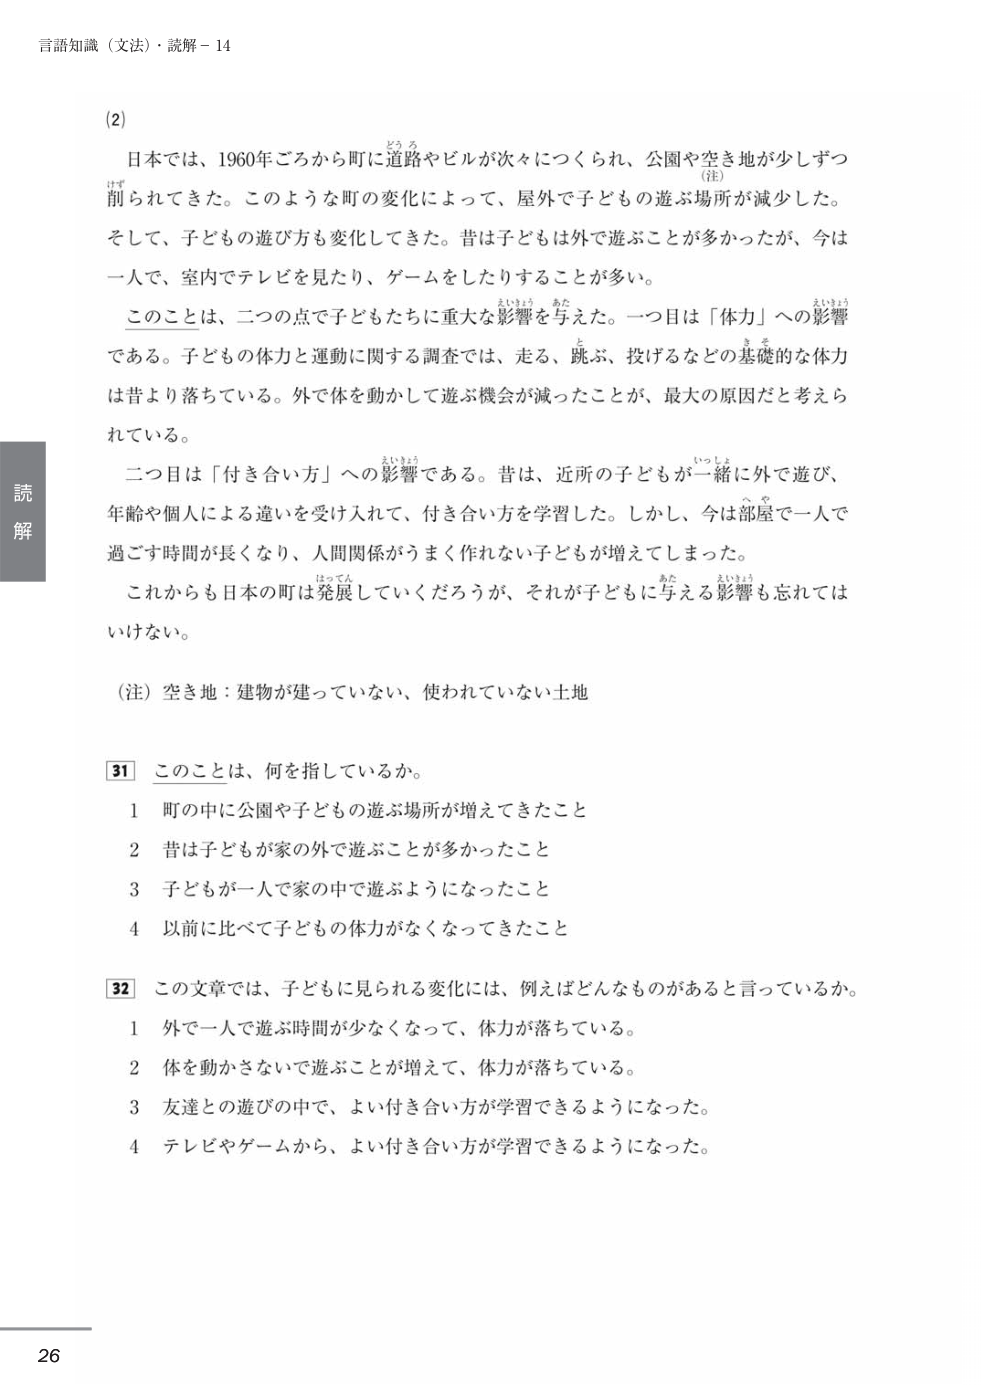 言語知識（文法）・読解－14
(2)
日本では、1960年ごろから町に道路やビルが次々につくられ、公園や空き地が少しずつ
削られてきた。このような町の変化によって、屋外で子どもの遊ぶ場所が減少した。
そして、子どもの遊び方も変化してきた。昔は子どもは外で遊ぶことが多かったが、今は
一人で、室内でテレビを見たり、ゲームをしたりすることが多い。
このことは、二つの点で子どもたちに重大な影響を与えた。一つ目は「体力」への影響
である。子どもの体力と運動に関する調査では、走る、跳ぶ、投げるなどの基礎的な体力
は昔より落ちている。外で体を動かして遊ぶ機会が減ったことが、最大の原因だと考えら
れている。
二つ目は「付き合い方」への影響である。昔は、近所の子どもが一緒に外で遊び、
年齢や個人による違いを受け入れて、付き合い方を学習した。しかし、今は部屋で一人で
過ごす時間が長くなり、人間関係がうまく作れない子どもが増えてしまった。
これからも日本の町は発展していくだろうが、それが子どもに与える影響も忘れては
いけない。
（注）空き地：建物が建っていない、使われていない土地
31 このことは、何を指しているか。
1 町の中に公園や子どもの遊ぶ場所が増えてきたこと
2 昔は子どもが家の外で遊ぶことが多かったこと
3 子どもが一人で家の中で遊ぶようになったこと
4 以前に比べて子どもの体力がなくなってきたこと
32 この文章では、子どもに見られる変化には、例えばどんなものがあると言っているか。
1 外で一人で遊ぶ時間が少なくなって、体力が落ちている。
2 体を動かさないで遊ぶことが増えて、体力が落ちている。
3 友達との遊びの中で、よい付き合い方が学習できるようになった。
4 テレビやゲームから、よい付き合い方が学習できるようになった。
読解
26